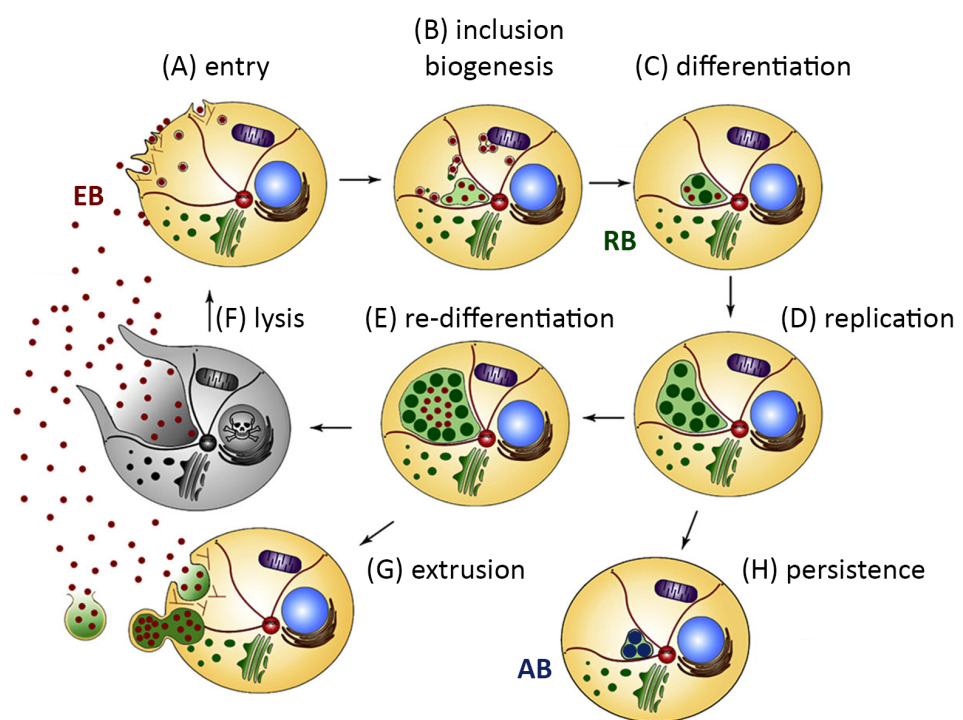 (B) inclusion
biogenesis
(A) entry
(C) differentiation
EB
RB
(F) lysis
(E) re-differentiation
(D) replication
(G) extrusion
(H) persistence
AB